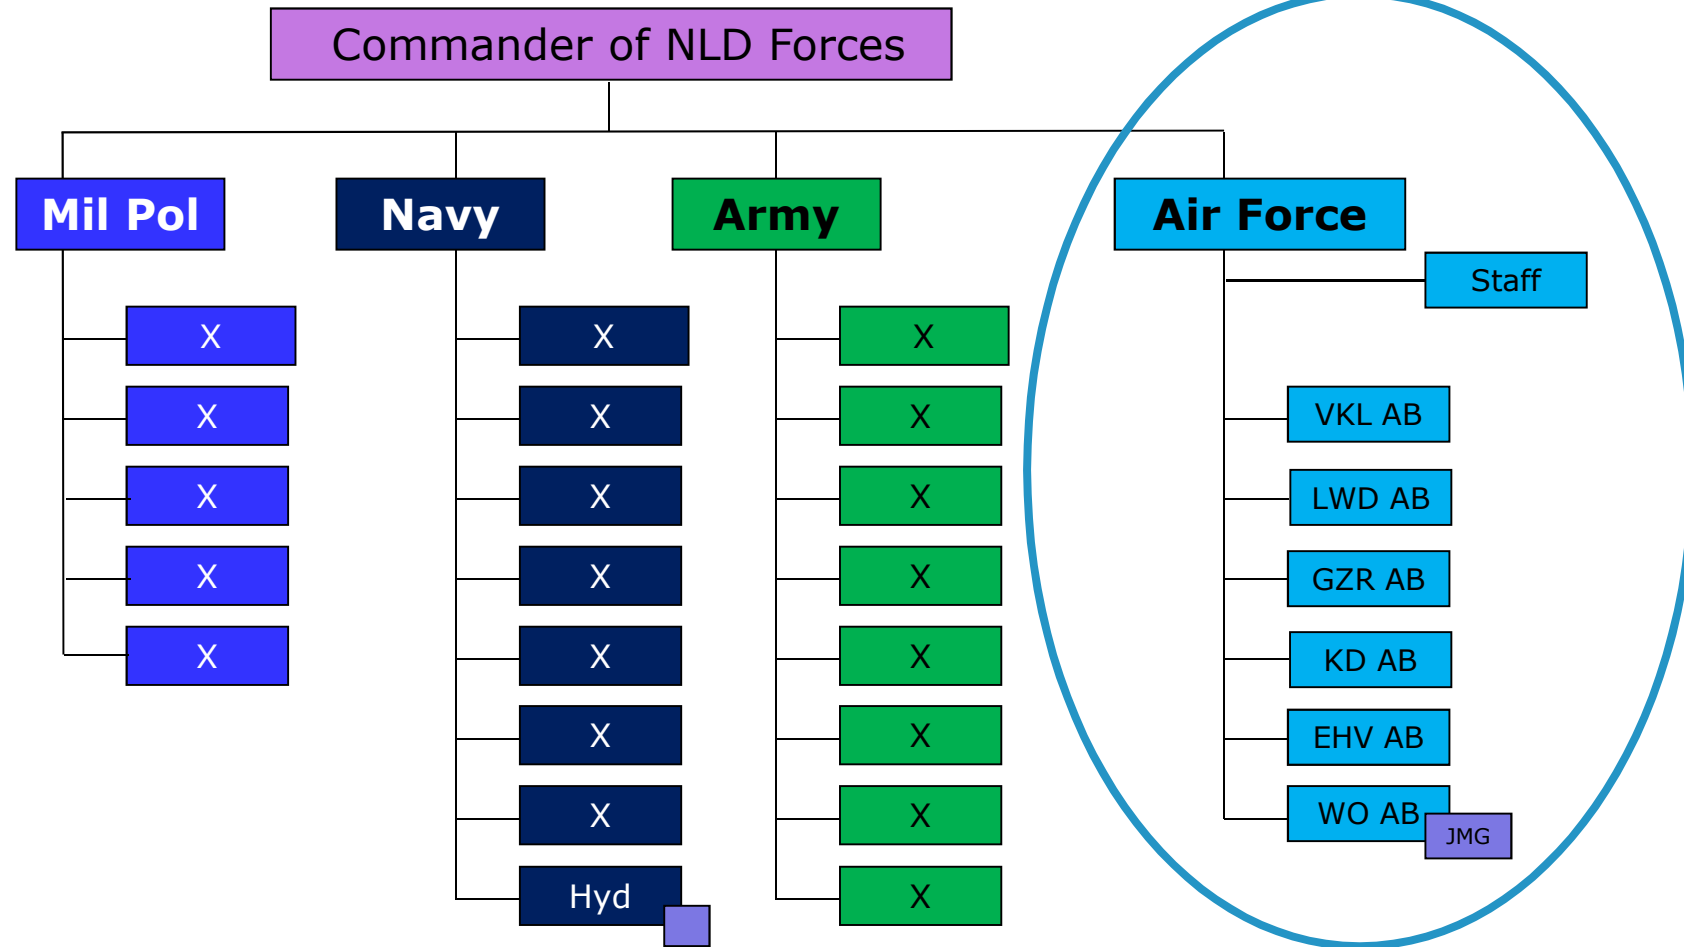 Commander of NLD Forces
Mil Pol
Navy
Army
Air Force
Staff
X
X
X
X
X
X
X
X
X
X
X
X
X
Hyd
X
X
X
X
X
X
X
X
VKL AB
LWD AB
GZR AB
KD AB
EHV AB
WO AB
JMG